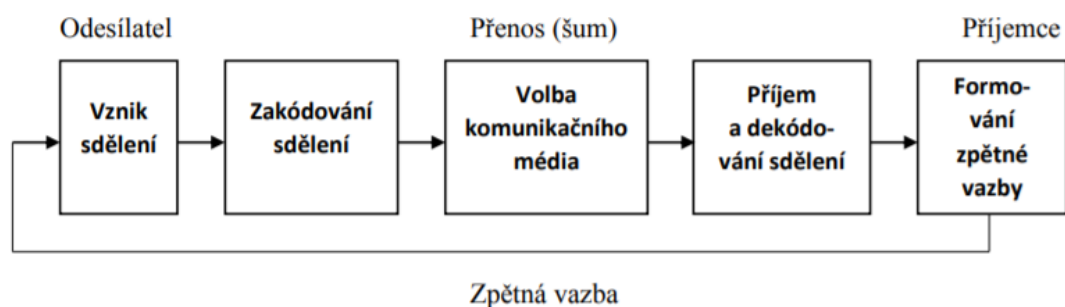 Odesílatel
Přenos (šum)
Příjemce
Vznik
sdělení
Zakódování
sdělení
Volba
komunikačního
média
Příjem
a dekódo-
vání sdělení
Formo-
vání
zpětné
vazby
Zpětná vazba